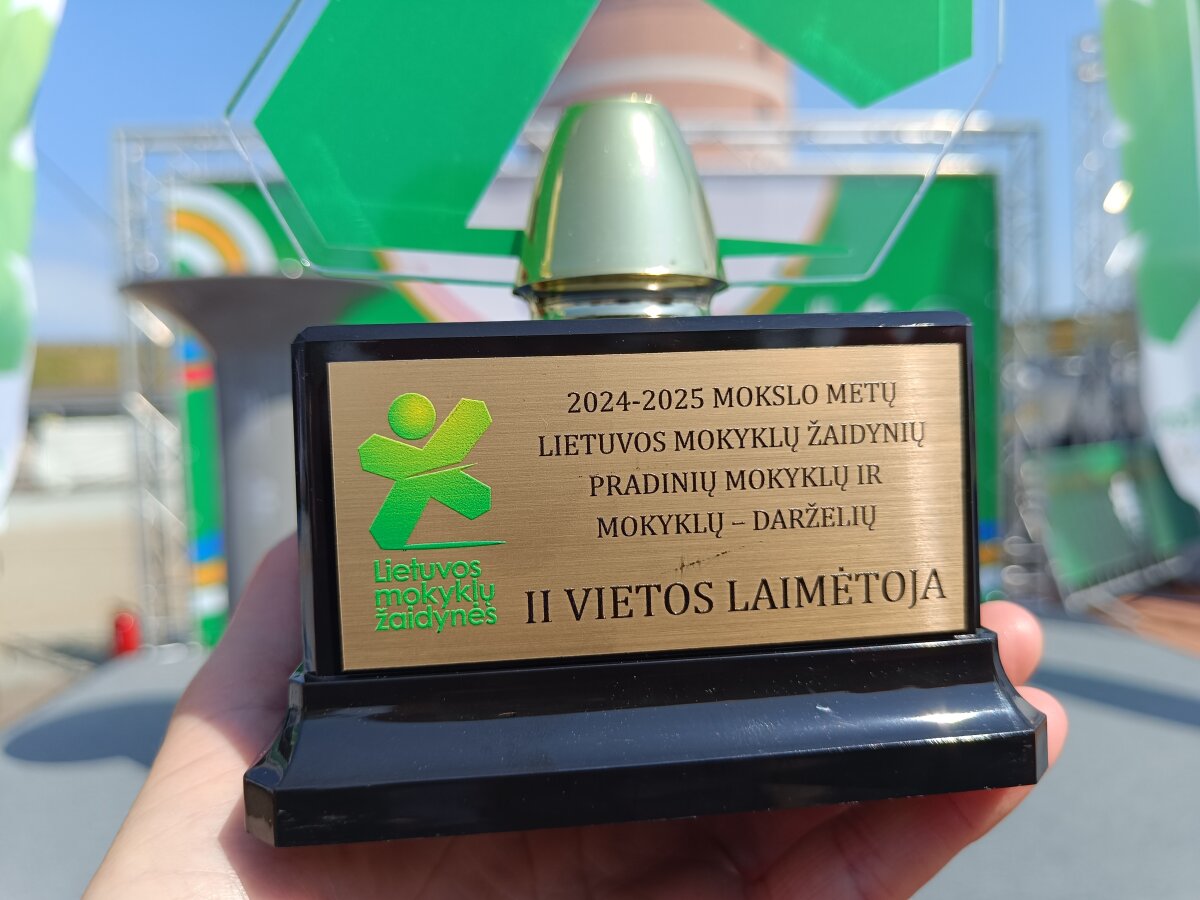 2024-2025 MOKSLO METŲ
LIETUVOS MOKYKLŲ ŽAIDYNIŲ
PRADINIŲ MOKYKLŲ IR
MOKYKLŲ – DARŽELIŲ
II VIETOS LAIMĖTOJA
Lietuvos
mokyklų
žaidynės